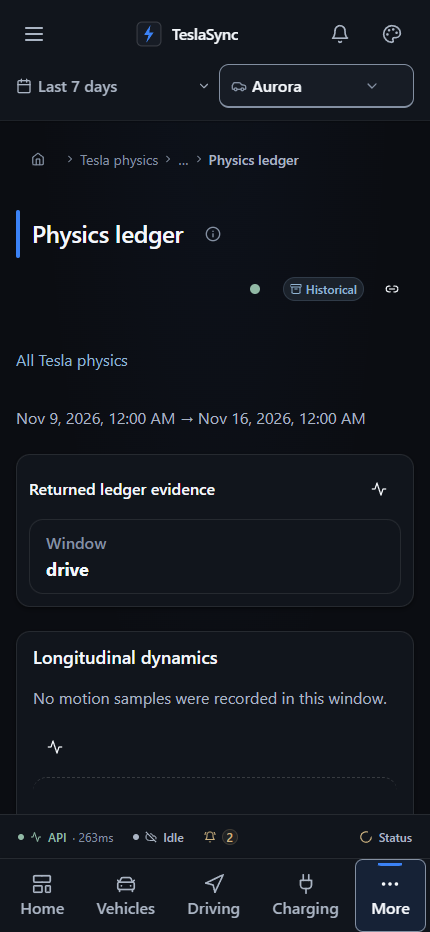 TeslaSync
Last 7 days
Aurora
Tesla physics > ... > Physics ledger
Physics ledger
Historical
All Tesla physics
Nov 9, 2026, 12:00 AM → Nov 16, 2026, 12:00 AM
Returned ledger evidence
Window
drive
Longitudinal dynamics
No motion samples were recorded in this window.
API · 263ms Idle 2 Status
Home Vehicles Driving Charging More